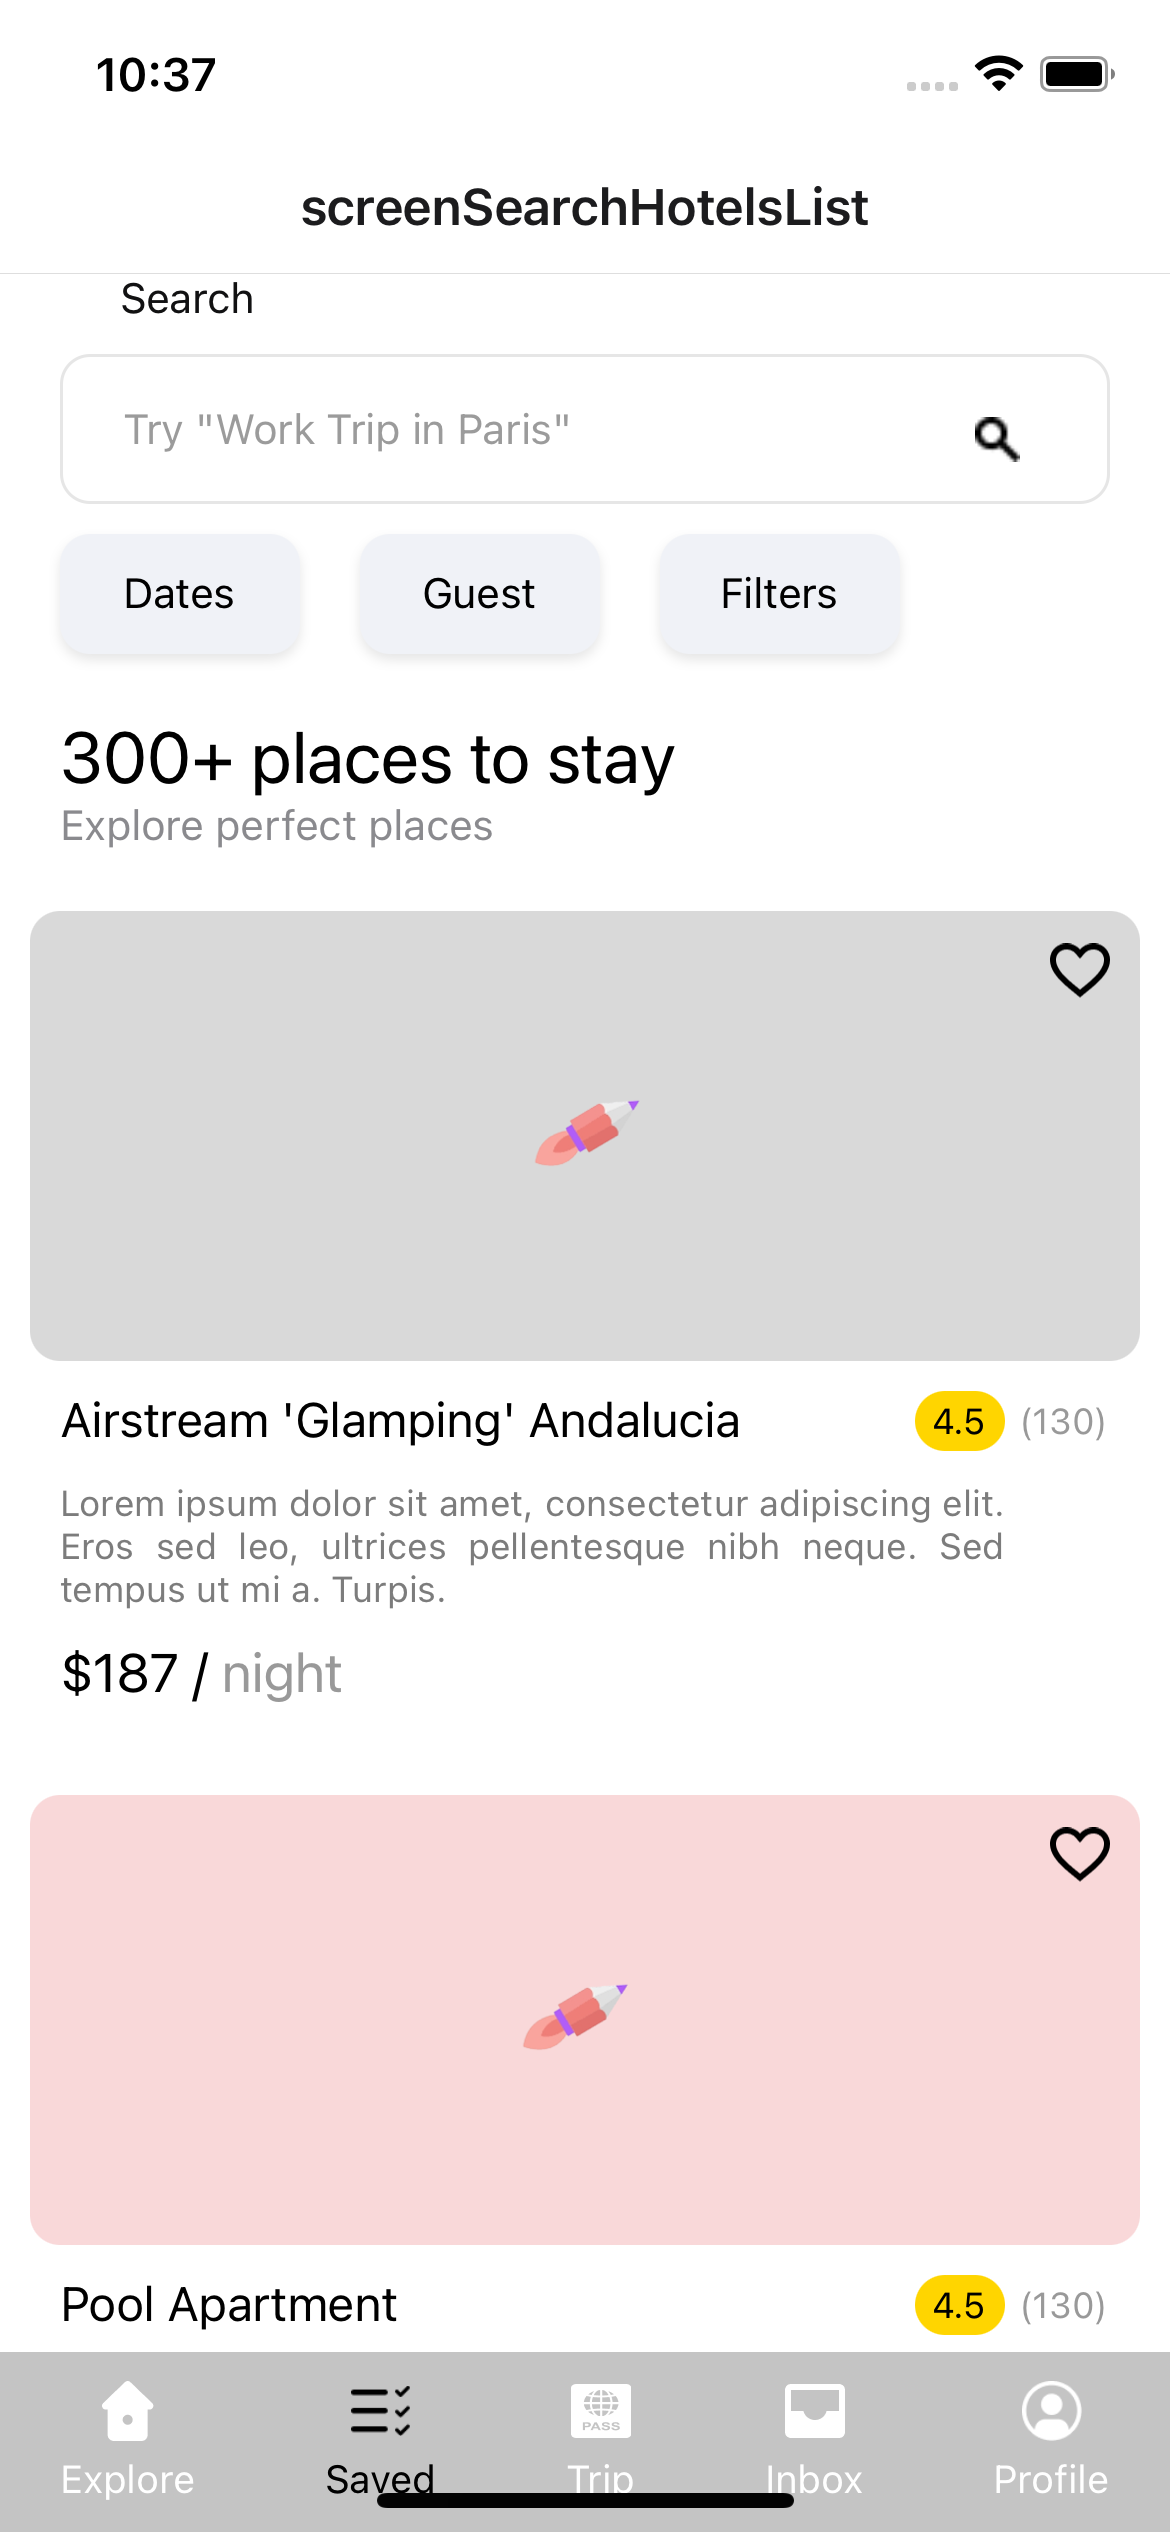 10:37
screenSearchHotelsList
Search
Try "Work Trip in Paris"
Dates
Guest
Filters
300+ places to stay
Explore perfect places
Airstream 'Glamping' Andalucia
4.5 (130)
Lorem ipsum dolor sit amet, consectetur adipiscing elit.
Eros sed leo, ultrices pellentesque nibh neque. Sed
tempus ut mi a. Turpis.
$187 / night
Pool Apartment
4.5 (130)
PASS
Explore
Saved
Trip
Inbox
Profile